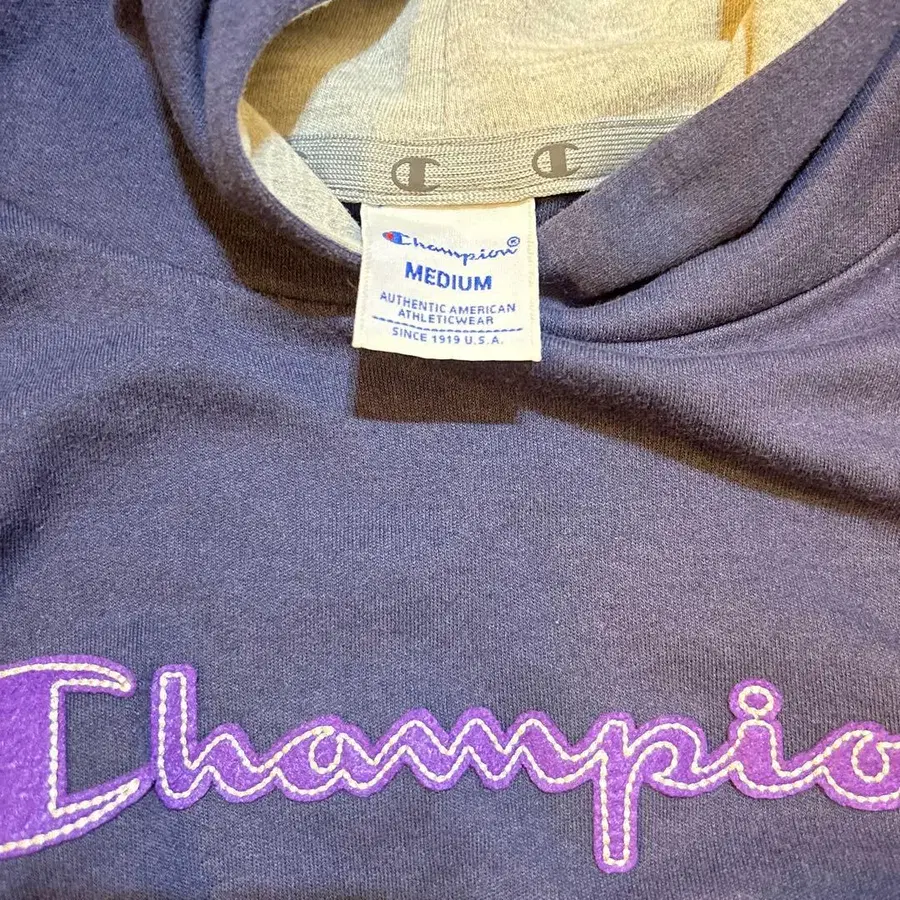 Champion®
MEDIUM
AUTHENTIC AMERICAN
ATHLETICWEAR
SINCE 1919 U.S.A.
Champio